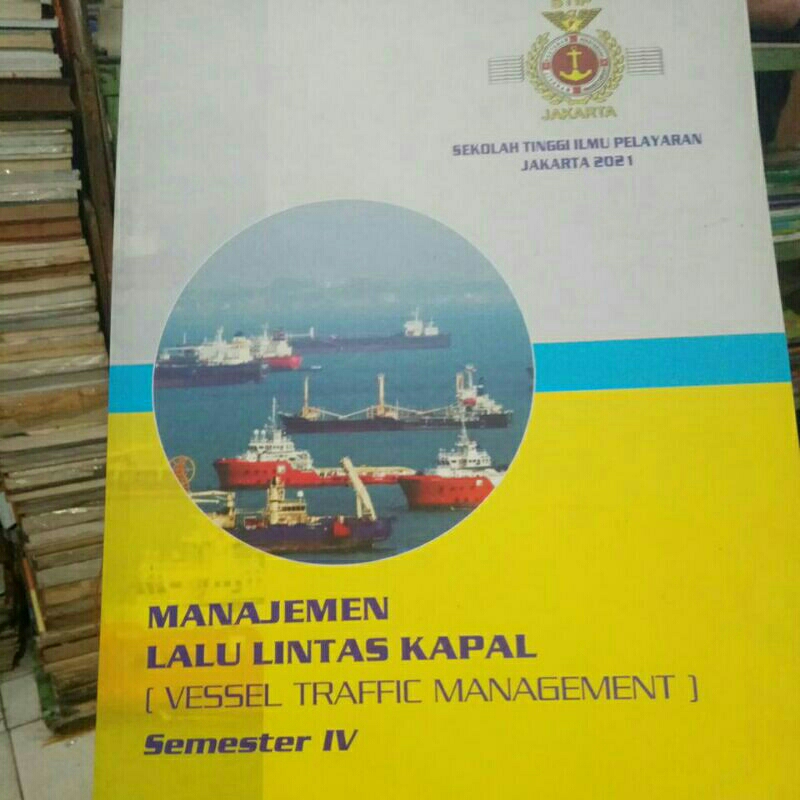 STIP
JAKARTA
SEKOLAH TINGGI ILMU PELAYARAN
JAKARTA 2021
MANAJEMEN
LALU LINTAS KAPAL
( VESSEL TRAFFIC MANAGEMENT )
Semester IV